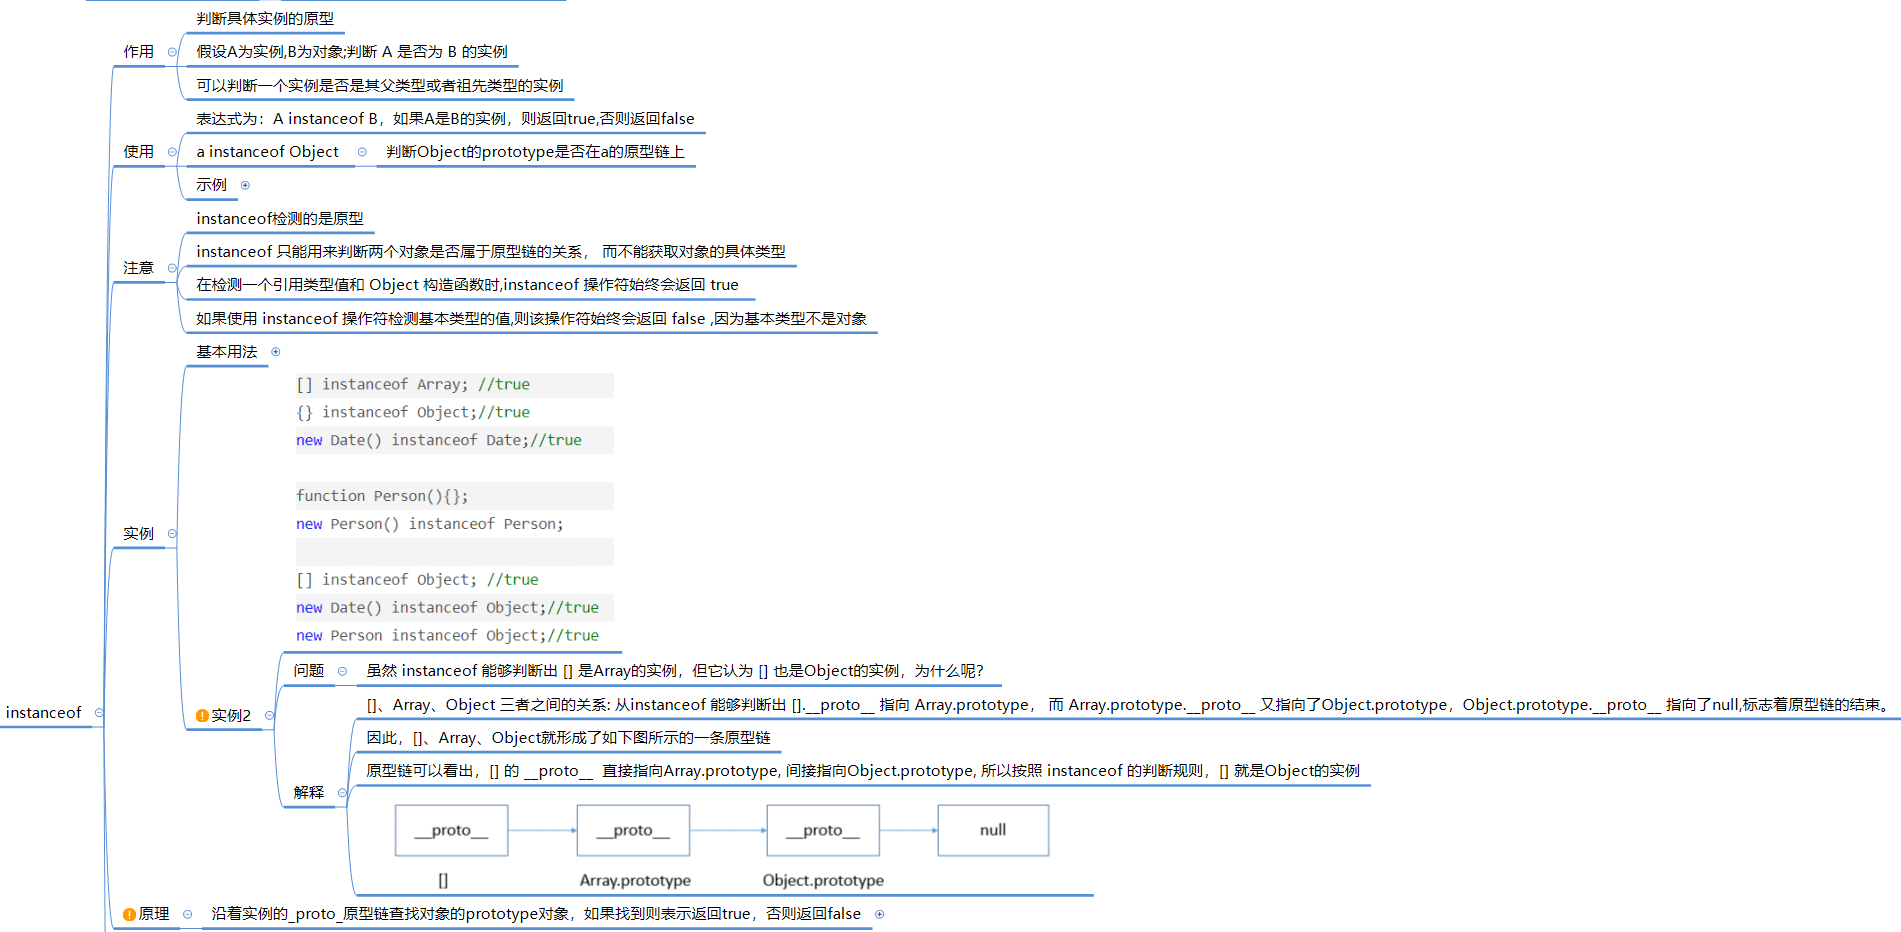 判断具体实例的原型
作用
假设A为实例,B为对象;判断 A 是否为 B 的实例
可以判断一个实例是否是其父类型或者祖先类型的实例
表达式为：A instanceof B，如果A是B的实例，则返回true,否则返回false
使用
a instanceof Object
判断Object的prototype是否在a的原型链上
示例
instanceof检测的是原型
instanceof 只能用来判断两个对象是否属于原型链的关系， 而不能获取对象的具体类型
注意
在检测一个引用类型值和 Object 构造函数时,instanceof 操作符始终会返回 true
如果使用 instanceof 操作符检测基本类型的值,则该操作符始终会返回 false ,因为基本类型不是对象
基本用法
[] instanceof Array; //true
{} instanceof Object;//true
new Date() instanceof Date;//true
function Person(){};
new Person() instanceof Person;
实例
[] instanceof Object; //true
new Date() instanceof Object;//true
new Person instanceof Object;//true
问题
虽然 instanceof 能够判断出 [] 是Array的实例，但它认为 [] 也是Object的实例，为什么呢？
instanceof
实例2
[]、Array、Object 三者之间的关系: 从instanceof 能够判断出 [].__proto__ 指向 Array.prototype， 而 Array.prototype.__proto__ 又指向了Object.prototype，Object.prototype.__proto__ 指向了null,标志着原型链的结束。
因此，[]、Array、Object就形成了如下图所示的一条原型链
原型链可以看出，[] 的 __proto__ 直接指向Array.prototype, 间接指向Object.prototype, 所以按照 instanceof 的判断规则，[] 就是Object的实例
解释
__proto__ __proto__ __proto__ null
[] Array.prototype Object.prototype
原理
沿着实例的_proto_原型链查找对象的prototype对象，如果找到则表示返回true，否则返回false